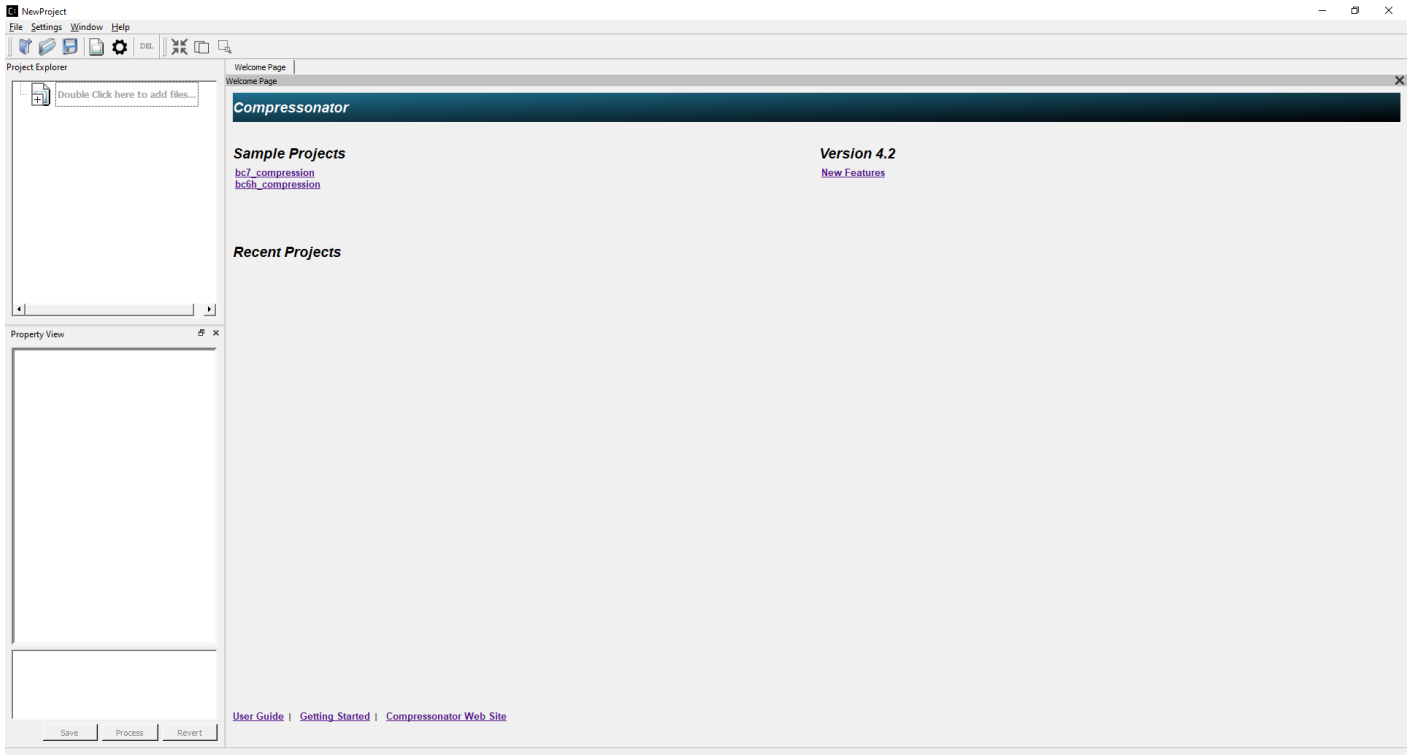 NewProject
File Settings Window Help
DEL
Project Explorer
Double Click here to add files...
Property View
Save Process Revert
Welcome Page
Welcome Page
Compressonator
Sample Projects
bc7_compression
bc6h_compression
Version 4.2
New Features
Recent Projects
User Guide | Getting Started | Compressonator Web Site